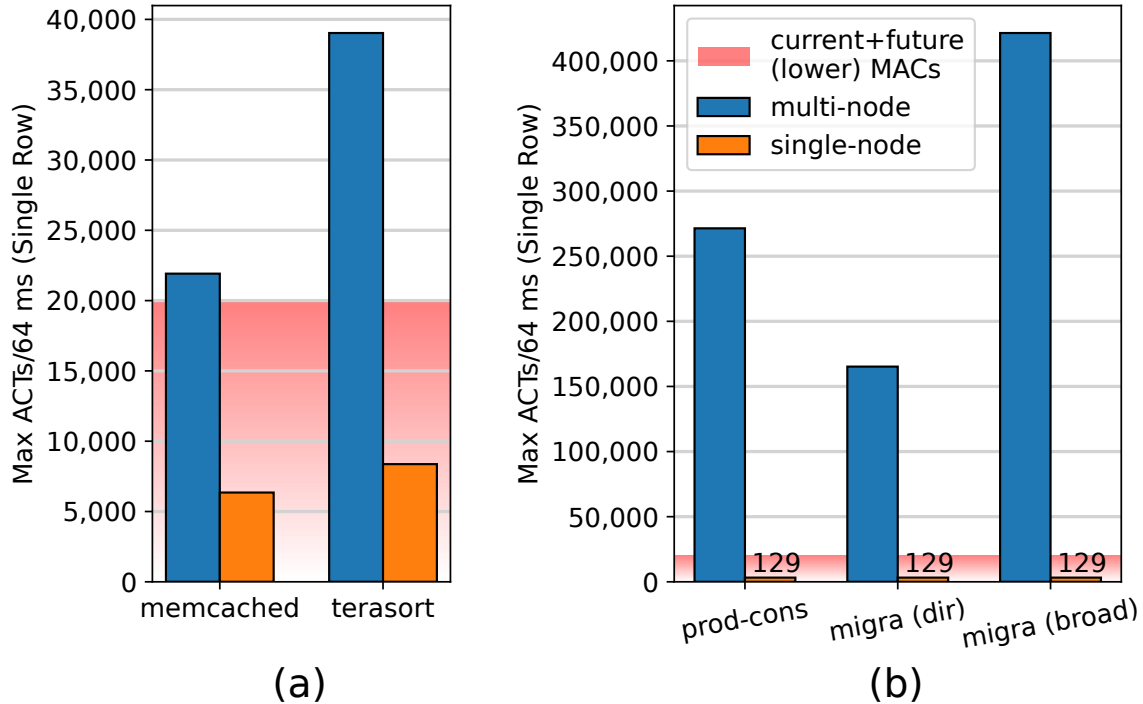 Max ACTs/64 ms (Single Row)
40,000
35,000
30,000
25,000
20,000
15,000
10,000
5,000
0
memcached
terasort
(a)
Max ACTs/64 ms (Single Row)
400,000
350,000
300,000
250,000
200,000
150,000
100,000
50,000
0
current+future
(lower) MACs
multi-node
single-node
129
129
129
prod-cons
migra (dir)
migra (broad)
(b)